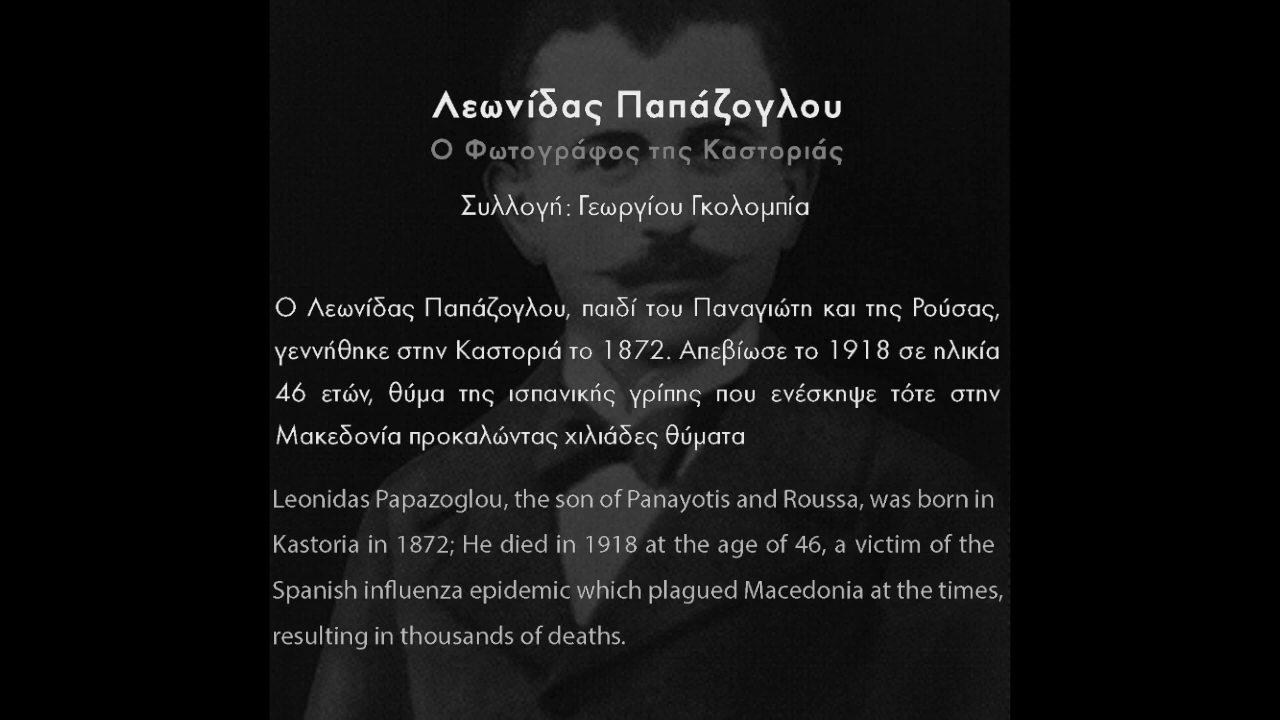 Λεωνίδας Παπάζογλου
Ο Φωτογράφος της Καστοριάς
Συλλογή: Γεωργίου Γκολομπία
Ο Λεωνίδας Παπάζογλου, παιδί του Παναγιώτη και της Ρούσας,
γεννήθηκε στην Καστοριά το 1872. Απεβίωσε το 1918 σε ηλικία
46 ετών, θύμα της ισπανικής γρίπης που ενέσκηψε τότε στην
Μακεδονία προκαλώντας χιλιάδες θύματα
Leonidas Papazoglou, the son of Panayotis and Roussa, was born in
Kastoria in 1872; He died in 1918 at the age of 46, a victim of the
Spanish influenza epidemic which plagued Macedonia at the times,
resulting in thousands of deaths.